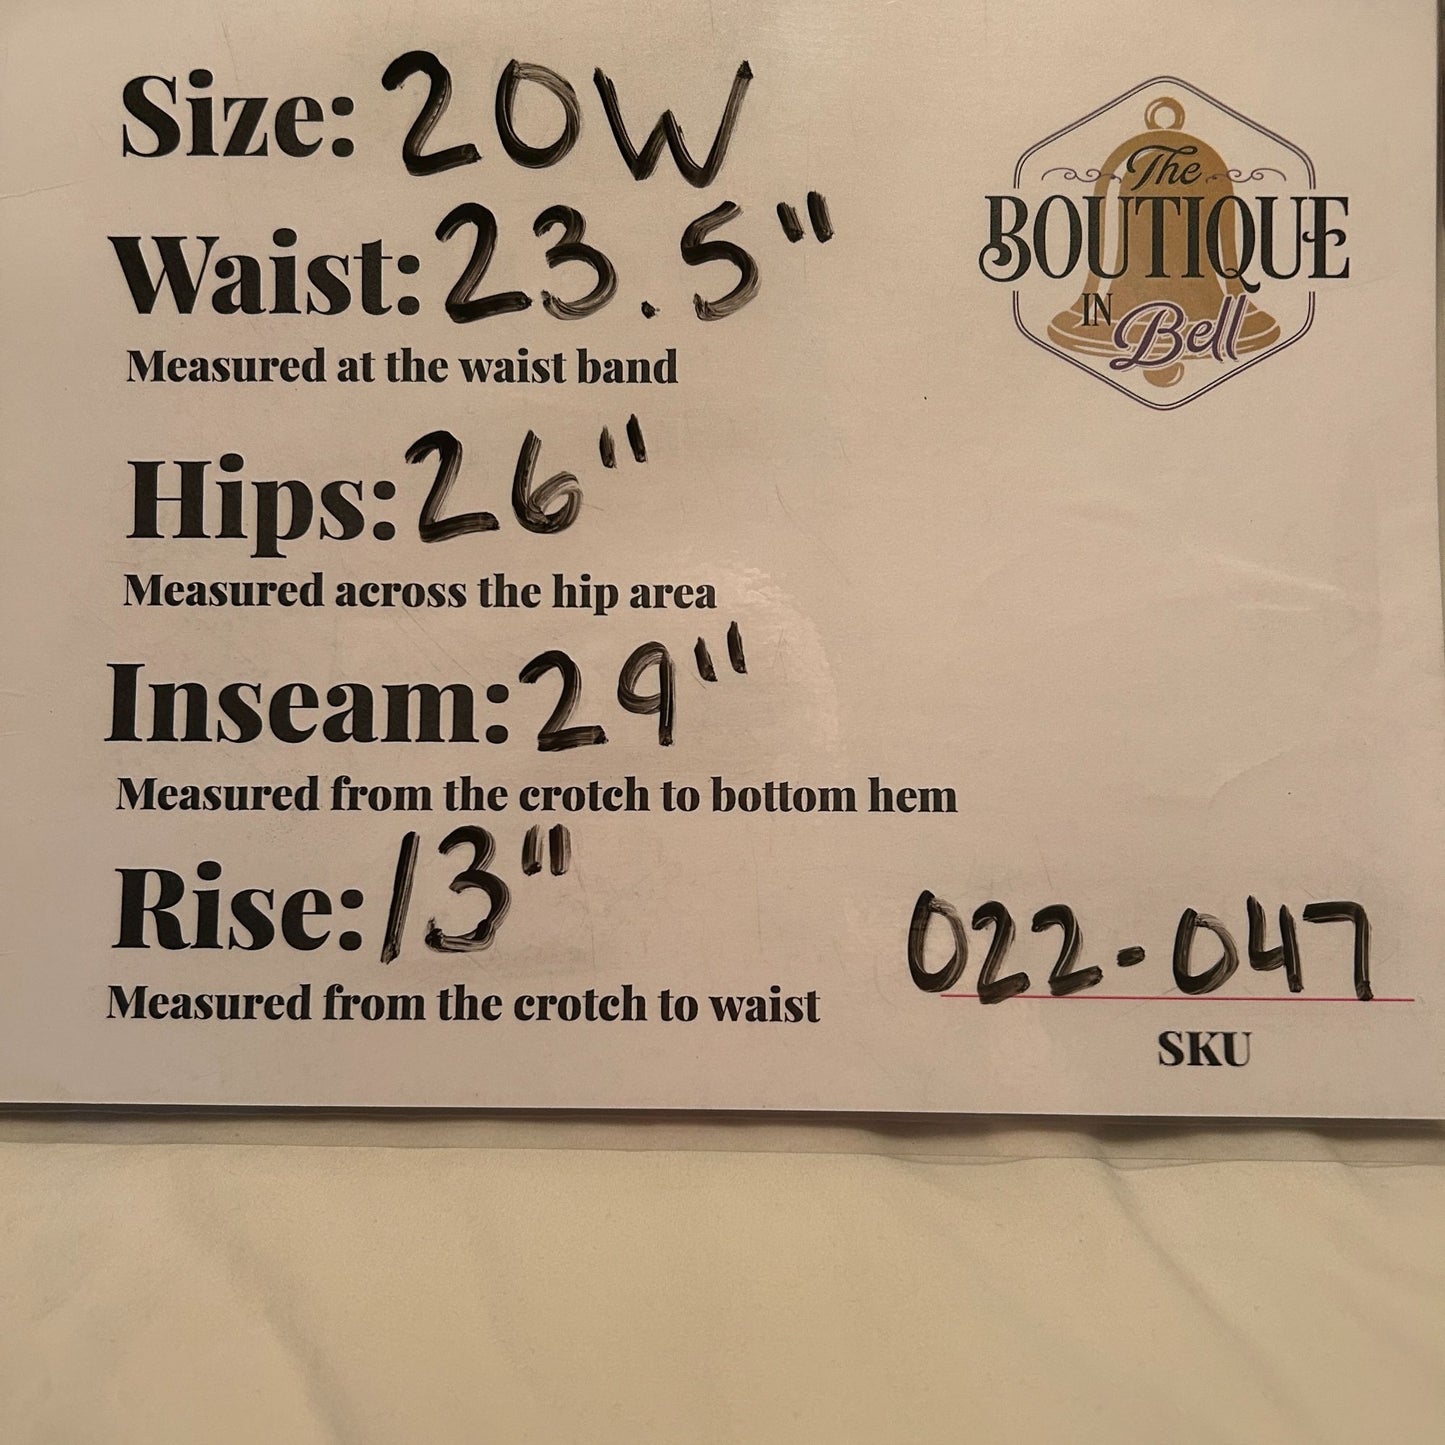 Size: 20W
Waist: 23.5"
Measured at the waist band
Hips: 26"
Measured across the hip area
Inseam: 29"
Measured from the crotch to bottom hem
Rise: 13"
Measured from the crotch to waist
The
BOUTIQUE
IN
Bell
022-047
SKU